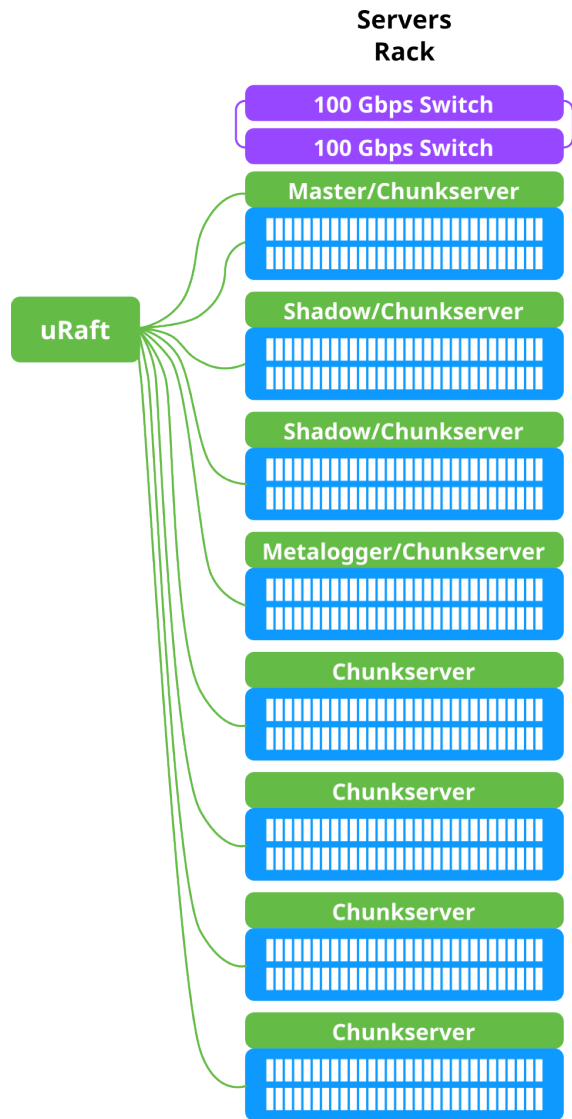 Servers
Rack
100 Gbps Switch
100 Gbps Switch
Master/Chunkserver
uRaft
Shadow/Chunkserver
Shadow/Chunkserver
Metalogger/Chunkserver
Chunkserver
Chunkserver
Chunkserver
Chunkserver